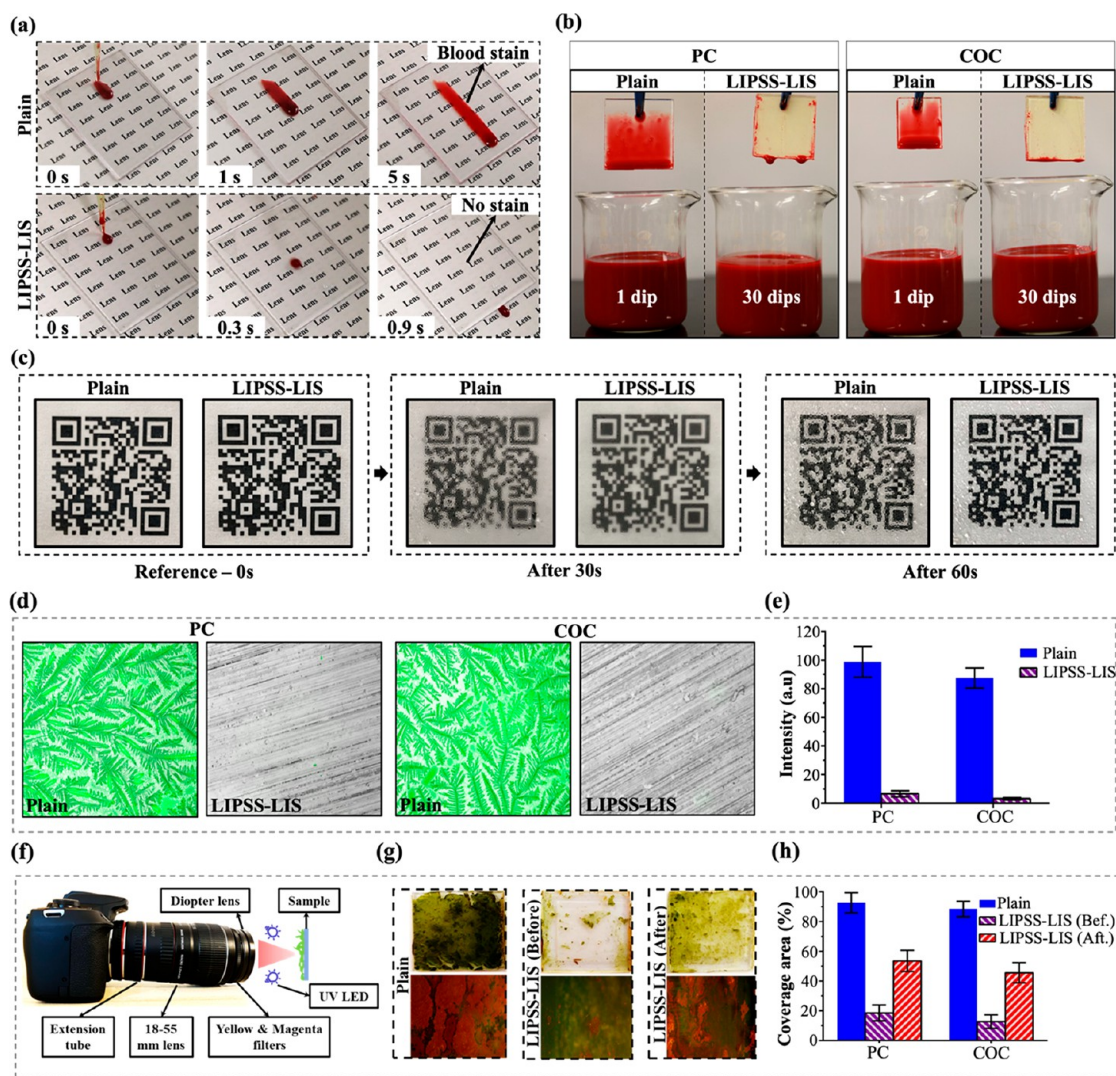 (a)
Plain
Blood stain
0 s
1 s
5 s
LIPSS-LIS
No stain
0 s
0.3 s
0.9 s
Lens
(b)
PC
COC
Plain
LIPSS-LIS
Plain
LIPSS-LIS
1 dip
30 dips
1 dip
30 dips
(c)
Plain
LIPSS-LIS
Plain
LIPSS-LIS
Plain
LIPSS-LIS
Reference – 0s
After 30s
After 60s
(d)
PC
COC
Plain
LIPSS-LIS
Plain
LIPSS-LIS
(e)
Intensity (a.u)
120
100
80
60
40
20
0
Plain
LIPSS-LIS
PC
COC
(f)
Diopter lens
Sample
UV LED
Extension
tube
18-55
mm lens
Yellow & Magenta
filters
(g)
Plain
LIPSS-LIS (Before)
LIPSS-LIS (After)
(h)
Coverage area (%)
100
80
60
40
20
0
Plain
LIPSS-LIS (Bef.)
LIPSS-LIS (Aft.)
PC
COC